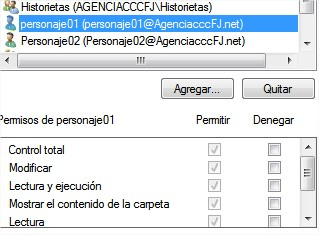 Historietas (AGENCIACCCFJ\Historietas)
personaje01 (personaje01@AgenciacccFJ.net)
Personaje02 (Personaje02@AgenciacccFJ.net)
Agregar... Quitar
Permisos de personaje01 Permitir Denegar
Control total
Modificar
Lectura y ejecución
Mostrar el contenido de la carpeta
Lectura